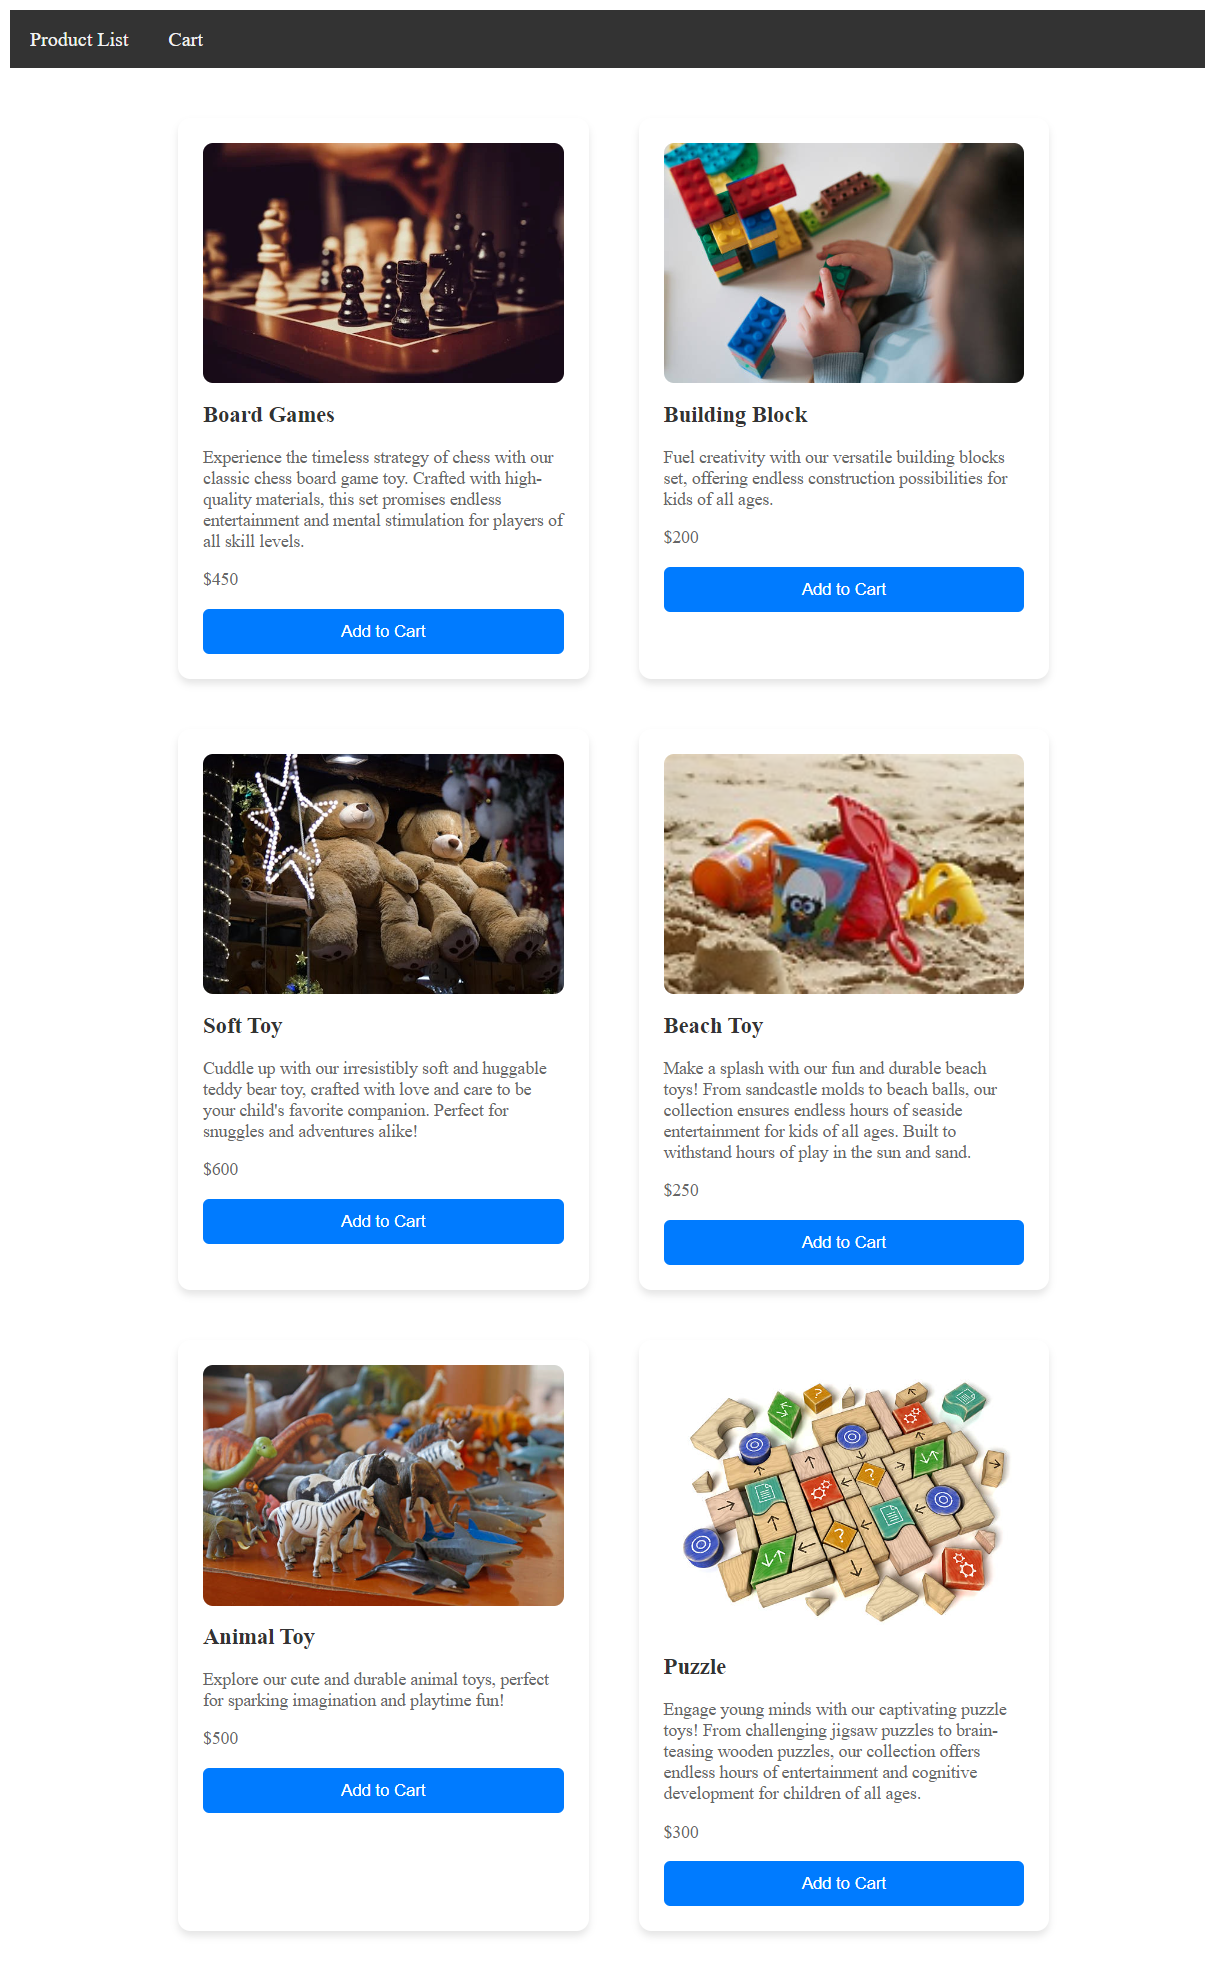 Product List
Cart
Board Games
Experience the timeless strategy of chess with our
classic chess board game toy. Crafted with high-
quality materials, this set promises endless
entertainment and mental stimulation for players of
all skill levels.
$450
Add to Cart
Building Block
Fuel creativity with our versatile building blocks
set, offering endless construction possibilities for
kids of all ages.
$200
Add to Cart
Soft Toy
Cuddle up with our irresistibly soft and huggable
teddy bear toy, crafted with love and care to be
your child's favorite companion. Perfect for
snuggles and adventures alike!
$600
Add to Cart
Beach Toy
Make a splash with our fun and durable beach
toys! From sandcastle molds to beach balls, our
collection ensures endless hours of seaside
entertainment for kids of all ages. Built to
withstand hours of play in the sun and sand.
$250
Add to Cart
Animal Toy
Explore our cute and durable animal toys, perfect
for sparking imagination and playtime fun!
$500
Add to Cart
Puzzle
Engage young minds with our captivating puzzle
toys! From challenging jigsaw puzzles to brain-
teasing wooden puzzles, our collection offers
endless hours of entertainment and cognitive
development for children of all ages.
$300
Add to Cart